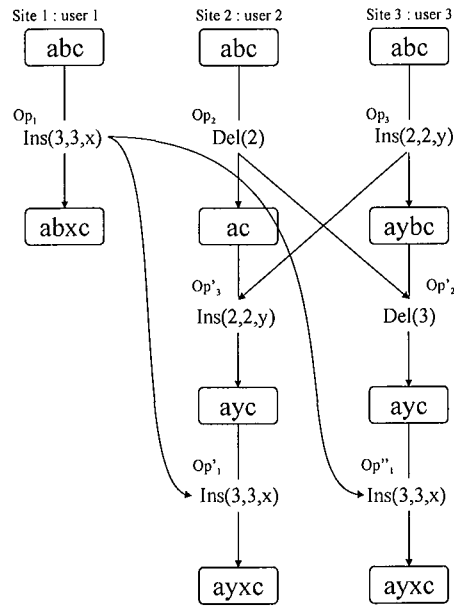 Site 1 : user 1
Site 2 : user 2
Site 3 : user 3
abc
abc
abc
Op1
Ins(3,3,x)
Op2
Del(2)
Op3
Ins(2,2,y)
abxc
ac
aybc
Op'3
Ins(2,2,y)
Op'2
Del(3)
ayc
ayc
Op'1
Ins(3,3,x)
Op''1
Ins(3,3,x)
ayxc
ayxc